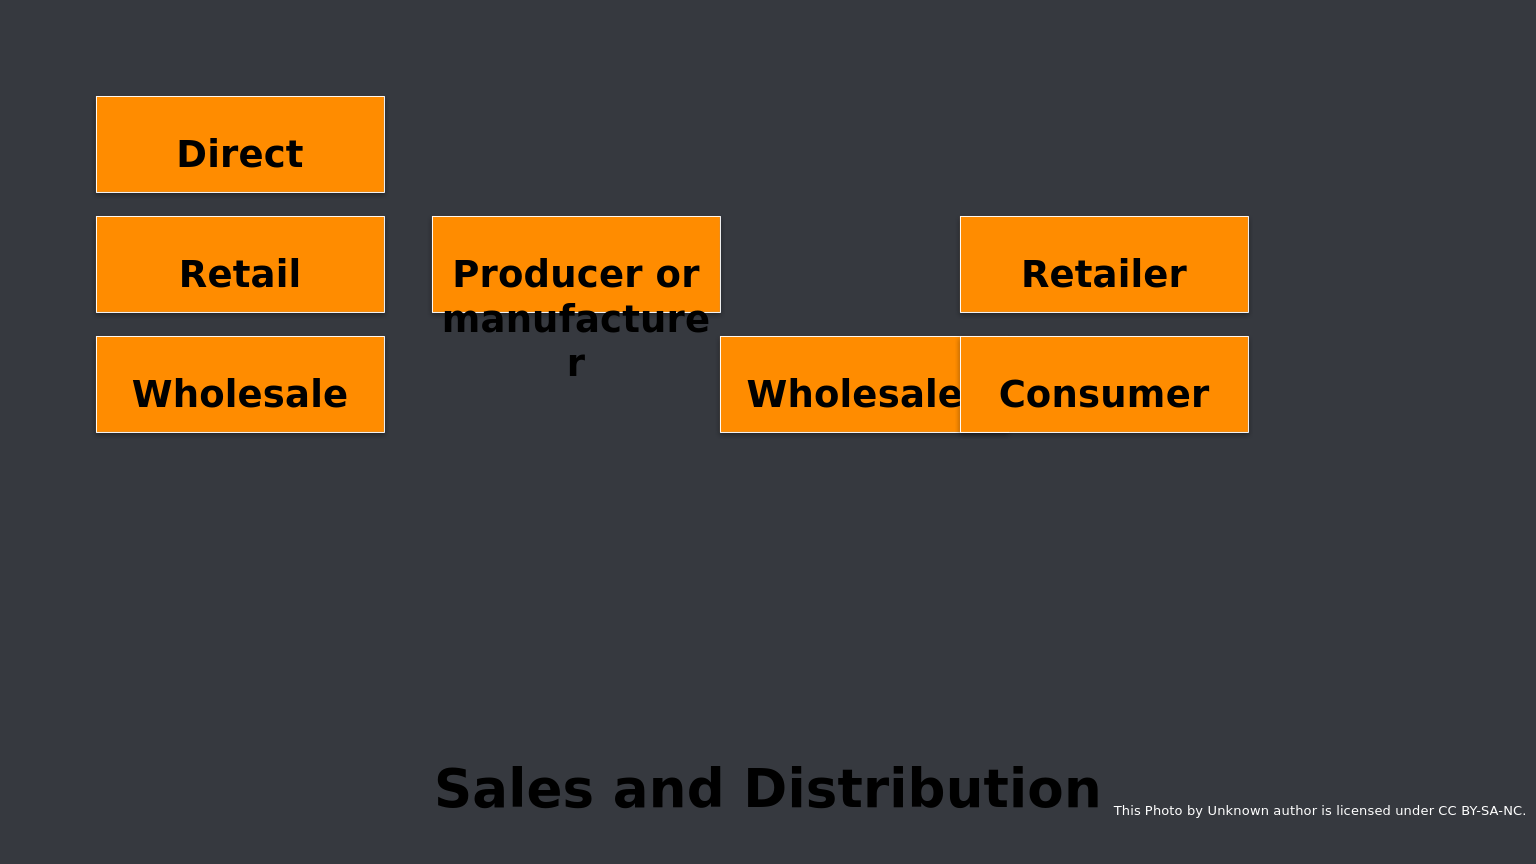 Direct
Retail
Producer or
manufacture
r
Retailer
Wholesale
Wholesale
Consumer
Sales and Distribution
This Photo by Unknown author is licensed under CC BY-SA-NC.